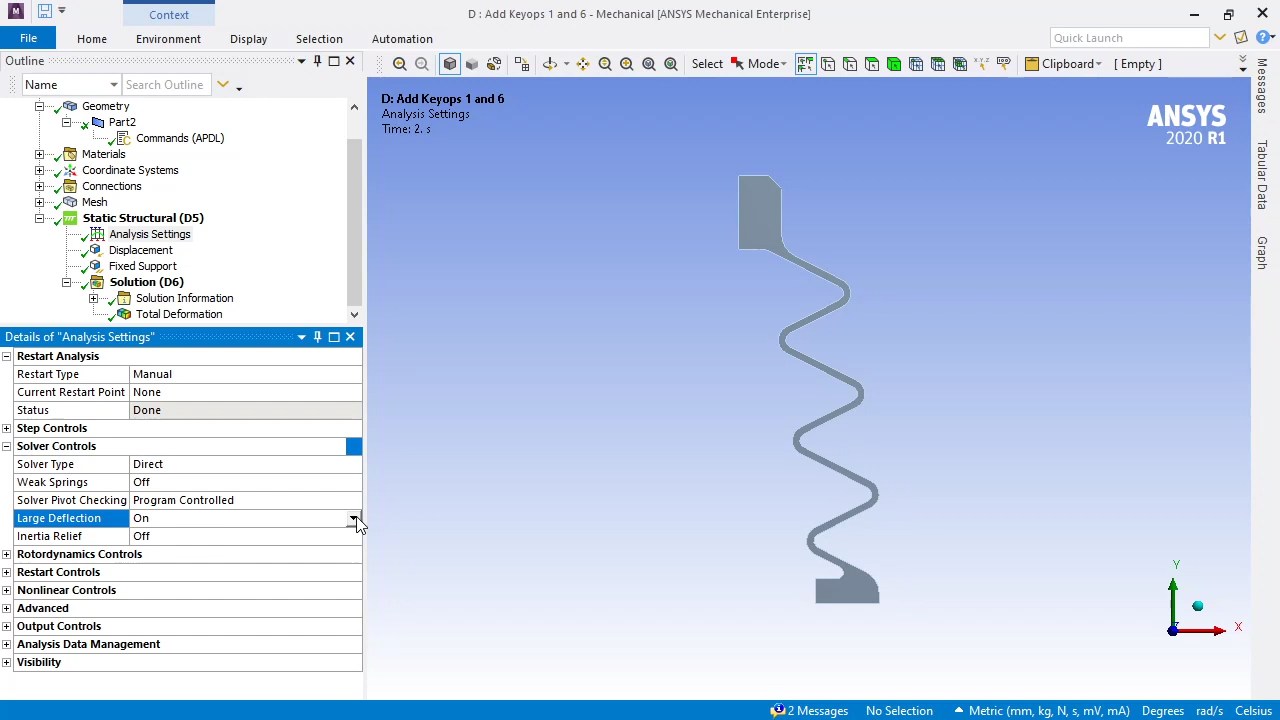 Context
D : Add Keyops 1 and 6 - Mechanical [ANSYS Mechanical Enterprise]
File Home Environment Display Selection Automation
Quick Launch
Outline
Select Mode Clipboard [ Empty ]
Name Search Outline
Geometry
Part2
Commands (APDL)
Materials
Coordinate Systems
Connections
Mesh
Static Structural (D5)
Analysis Settings
Displacement
Fixed Support
Solution (D6)
Solution Information
Total Deformation
Details of "Analysis Settings"
Restart Analysis
Restart Type Manual
Current Restart Point None
Status Done
Step Controls
Solver Controls
Solver Type Direct
Weak Springs Off
Solver Pivot Checking Program Controlled
Large Deflection On
Inertia Relief Off
Rotordynamics Controls
Restart Controls
Nonlinear Controls
Advanced
Output Controls
Analysis Data Management
Visibility
D: Add Keyops 1 and 6
Analysis Settings
Time: 2. s
ANSYS
2020 R1
Y
X
Messages
Tabular Data
Graph
2 Messages No Selection Metric (mm, kg, N, s, mV, mA) Degrees rad/s Celsius